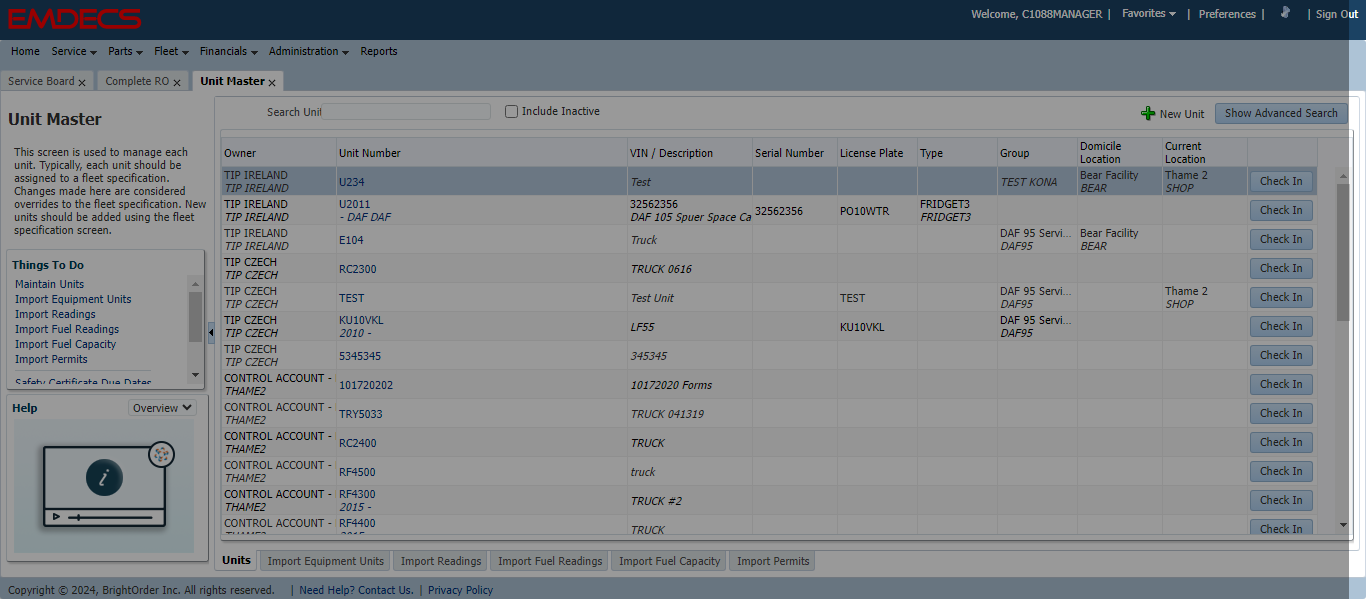 EMDECS
Welcome, C1088MANAGER | Favorites | Preferences | | Sign Out
Home Service Parts Fleet Financials Administration Reports
Service Board x Complete RO x Unit Master x
Unit Master
This screen is used to manage each
unit. Typically, each unit should be
assigned to a fleet specification.
Changes made here are considered
overrides to the fleet specification. New
units should be added using the fleet
specification screen.
Things To Do
Maintain Units
Import Equipment Units
Import Readings
Import Fuel Readings
Import Fuel Capacity
Import Permits
Safety Certificate Due Dates
Help Overview
i
Search Unit Include Inactive New Unit Show Advanced Search
Owner Unit Number VIN / Description Serial Number License Plate Type Group Domicile Location Current Location
TIP IRELAND U234 Test TEST KONA Bear Facility Thame 2 Check In
TIP IRELAND BEAR SHOP
TIP IRELAND U2011 32562356 32562356 PO10WTR FRIDGET3 Check In
TIP IRELAND - DAF DAF DAF 105 Spuer Space Ca FRIDGET3
TIP IRELAND E104 Truck DAF 95 Servi... Bear Facility Check In
TIP IRELAND DAF95 BEAR
TIP CZECH RC2300 TRUCK 0616 Check In
TIP CZECH
TIP CZECH TEST Test Unit TEST DAF 95 Servi... Thame 2 Check In
TIP CZECH DAF95 SHOP
TIP CZECH KU10VKL LF55 KU10VKL DAF 95 Servi... Check In
TIP CZECH 2010 - DAF95
TIP CZECH 5345345 345345 Check In
TIP CZECH
CONTROL ACCOUNT - 101720202 10172020 Forms Check In
THAME2
CONTROL ACCOUNT - TRY5033 TRUCK 041319 Check In
THAME2
CONTROL ACCOUNT - RC2400 TRUCK Check In
THAME2
CONTROL ACCOUNT - RF4500 truck Check In
THAME2
CONTROL ACCOUNT - RF4300 TRUCK #2 Check In
THAME2 2015 -
CONTROL ACCOUNT - RF4400 TRUCK Check In
Units Import Equipment Units Import Readings Import Fuel Readings Import Fuel Capacity Import Permits
Copyright © 2024, BrightOrder Inc. All rights reserved. | Need Help? Contact Us. | Privacy Policy